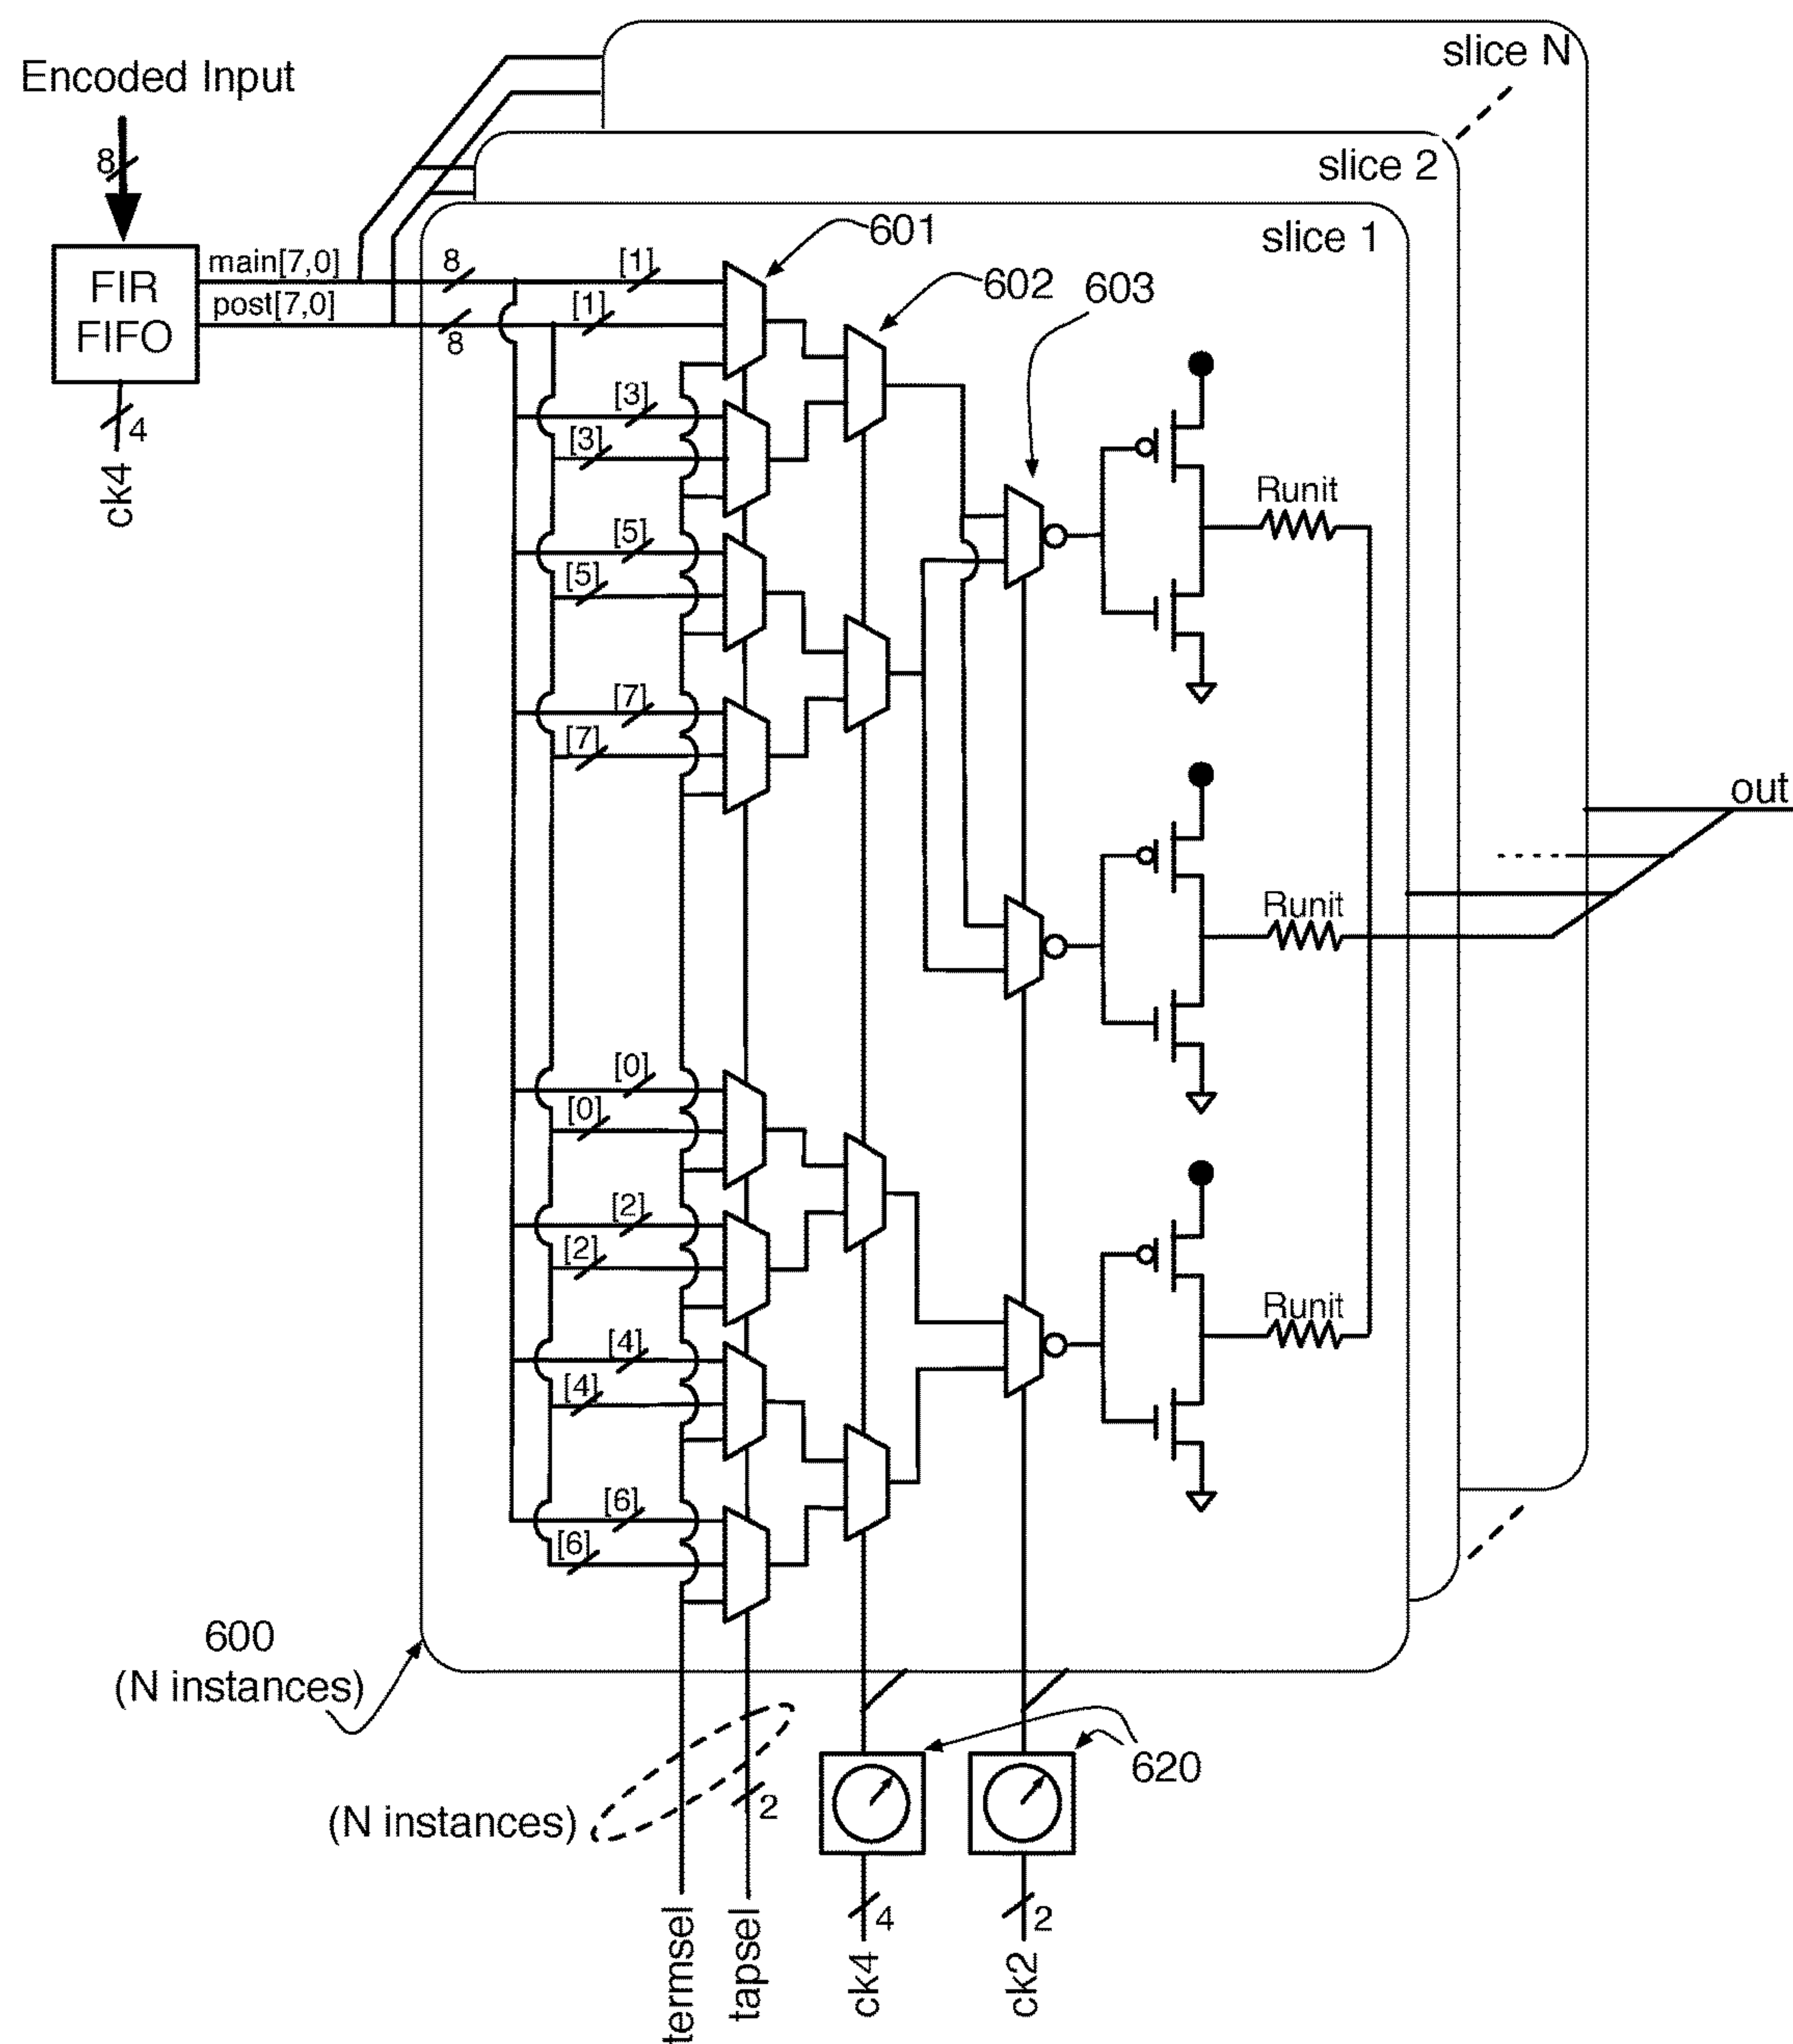 slice N
Encoded Input
8
slice 2
601
slice 1
main[7,0]
8
[1]
FIR
FIFO
post[7,0]
[1]
8
602
603
4
ck4
[3]
[3]
Runit
[5]
[5]
[7]
[7]
out
Runit
[0]
[0]
[2]
[2]
Runit
[4]
[4]
[6]
[6]
600
(N instances)
620
(N instances)
2
4
2
termsel
tapsel
ck4
ck2